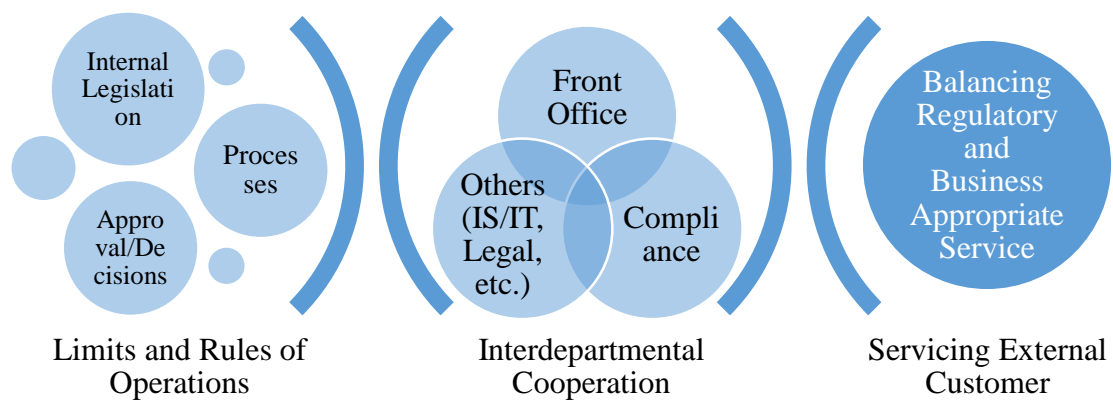 Internal
Legislati
on
Proces
ses
Appro
val/De
cisions
Limits and Rules of
Operations
Front
Office
Others
(IS/IT,
Legal,
etc.)
Compli
ance
Interdepartmental
Cooperation
Balancing
Regulatory
and
Business
Appropriate
Service
Servicing External
Customer